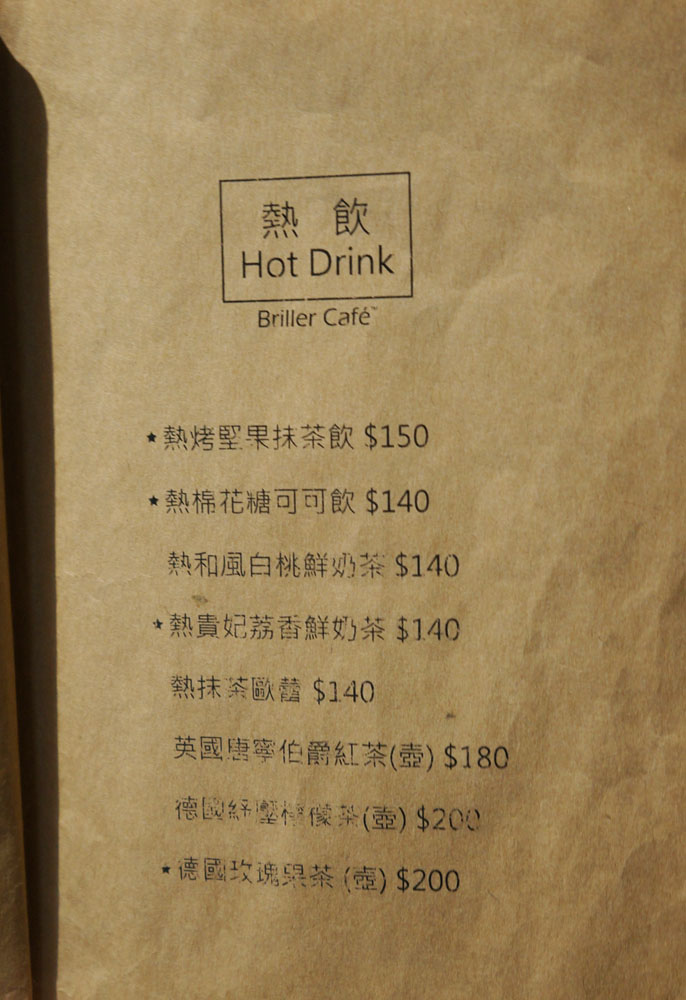 熱 飲
Hot Drink
Briller Café™
★熱烤堅果抹茶飲 $150
★熱棉花糖可可飲 $140
熱和風白桃鮮奶茶 $140
★熱貴妃荔香鮮奶茶 $140
熱抹茶歐蕾 $140
英國唐寧伯爵紅茶(壺) $180
德國紓壓檸檬茶(壺) $200
★德國玫瑰果茶 (壺) $200